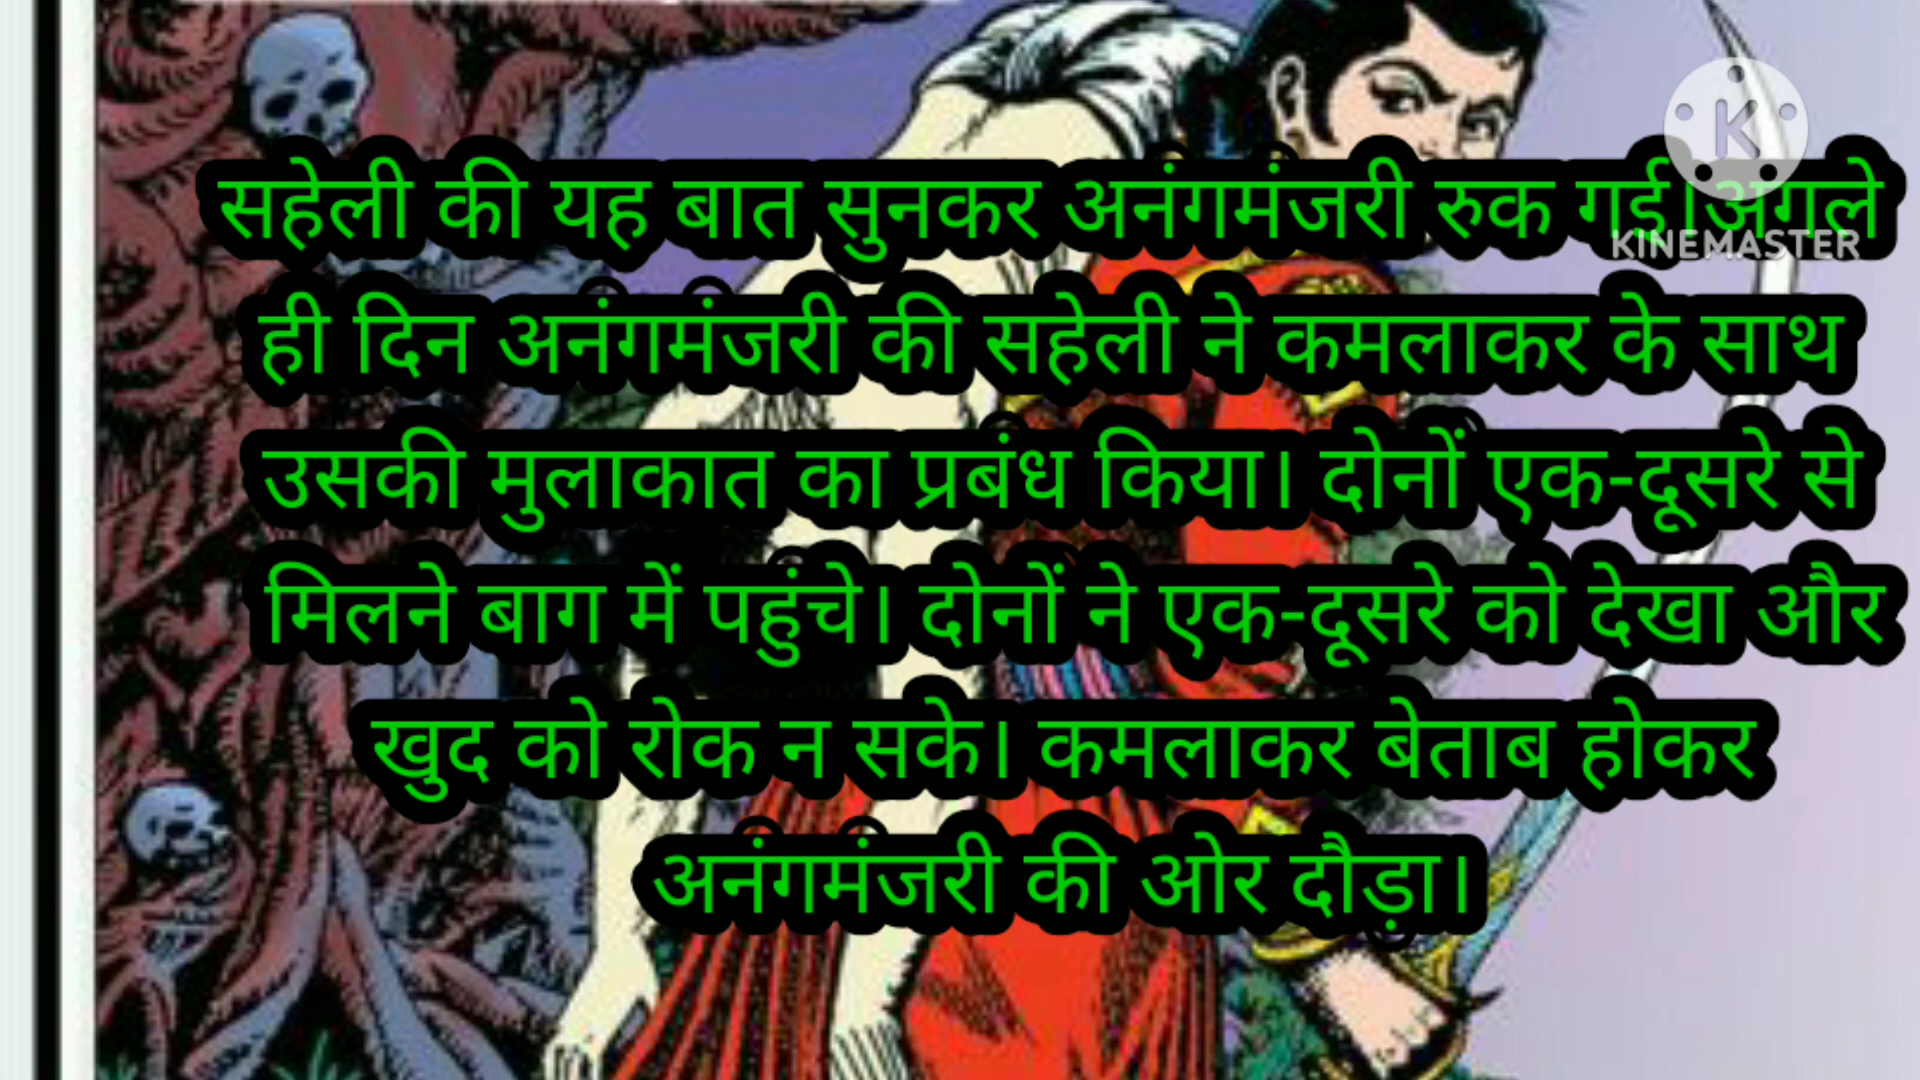 सहेली की यह बात सुनकर अनंगमंजरी रुक गई।अगले
ही दिन अनंगमंजरी की सहेली ने कमलाकर के साथ
उसकी मुलाकात का प्रबंध किया। दोनों एक-दूसरे से
मिलने बाग में पहुंचे। दोनों ने एक-दूसरे को देखा और
खुद को रोक न सके। कमलाकर बेताब होकर
अनंगमंजरी की ओर दौड़ा।
K
KINEMASTER